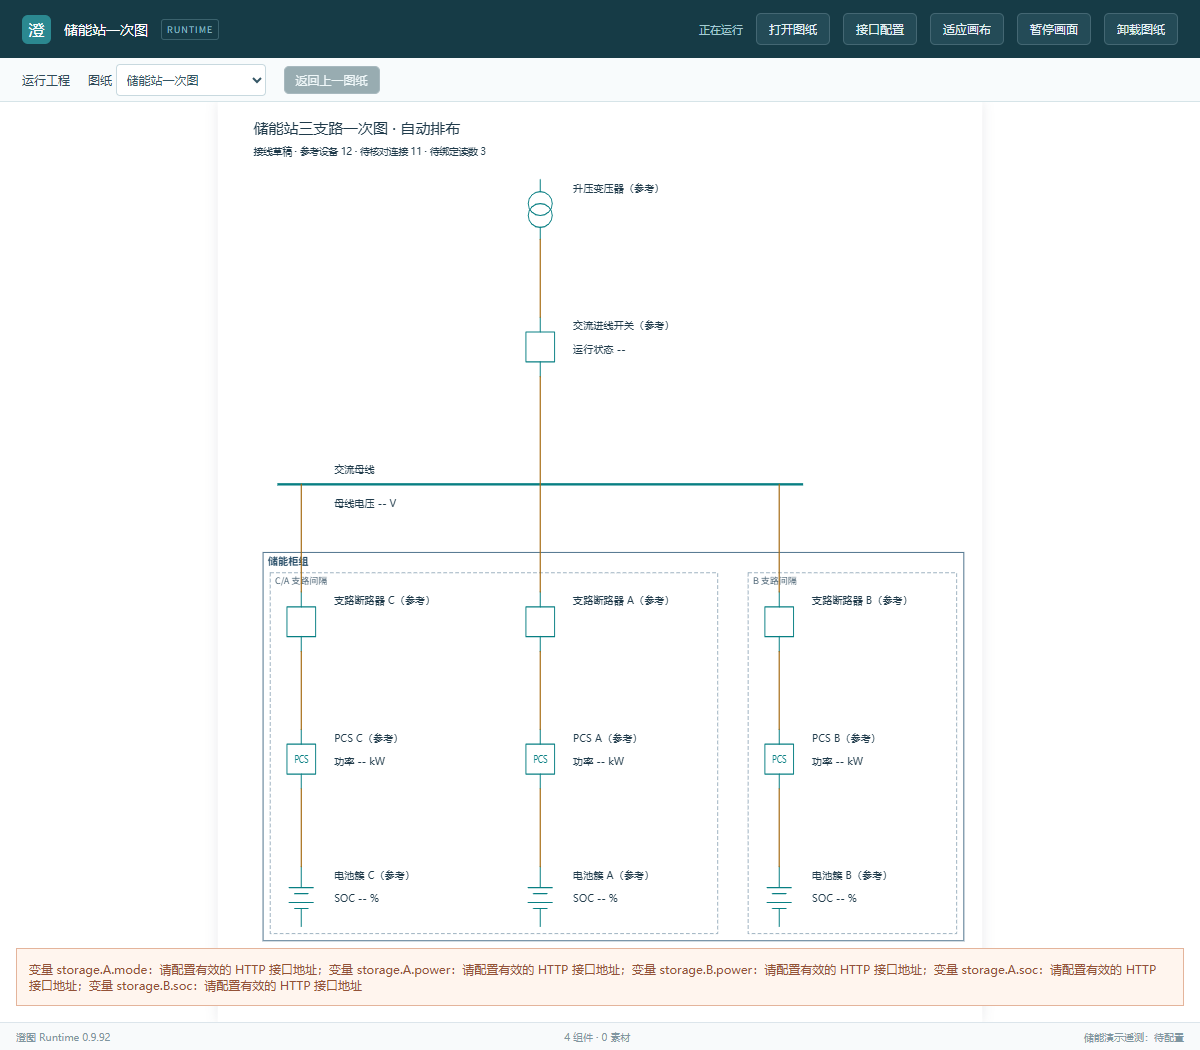 澄 储能站一次图 RUNTIME 正在运行 打开图纸 接口配置 适应画布 暂停画面 卸载图纸
运行工程 图纸 储能站一次图 返回上一图纸
储能站三支路一次图 · 自动排布
接线草稿 · 参考设备 12 · 待核对连接 11 · 待绑定读数 3
升压变压器（参考）
交流进线开关（参考）
运行状态 --
交流母线
母线电压 -- V
储能柜组
C/A 支路间隔 B 支路间隔
支路断路器 C（参考） 支路断路器 A（参考） 支路断路器 B（参考）
PCS C（参考） PCS A（参考） PCS B（参考）
PCS 功率 -- kW PCS 功率 -- kW PCS 功率 -- kW
电池簇 C（参考） 电池簇 A（参考） 电池簇 B（参考）
SOC -- % SOC -- % SOC -- %
变量 storage.A.mode：请配置有效的 HTTP 接口地址；变量 storage.A.power：请配置有效的 HTTP 接口地址；变量 storage.B.power：请配置有效的 HTTP 接口地址；变量 storage.A.soc：请配置有效的 HTTP
接口地址；变量 storage.B.soc：请配置有效的 HTTP 接口地址
澄图 Runtime 0.9.92 4 组件 · 0 素材 储能演示遥测：待配置